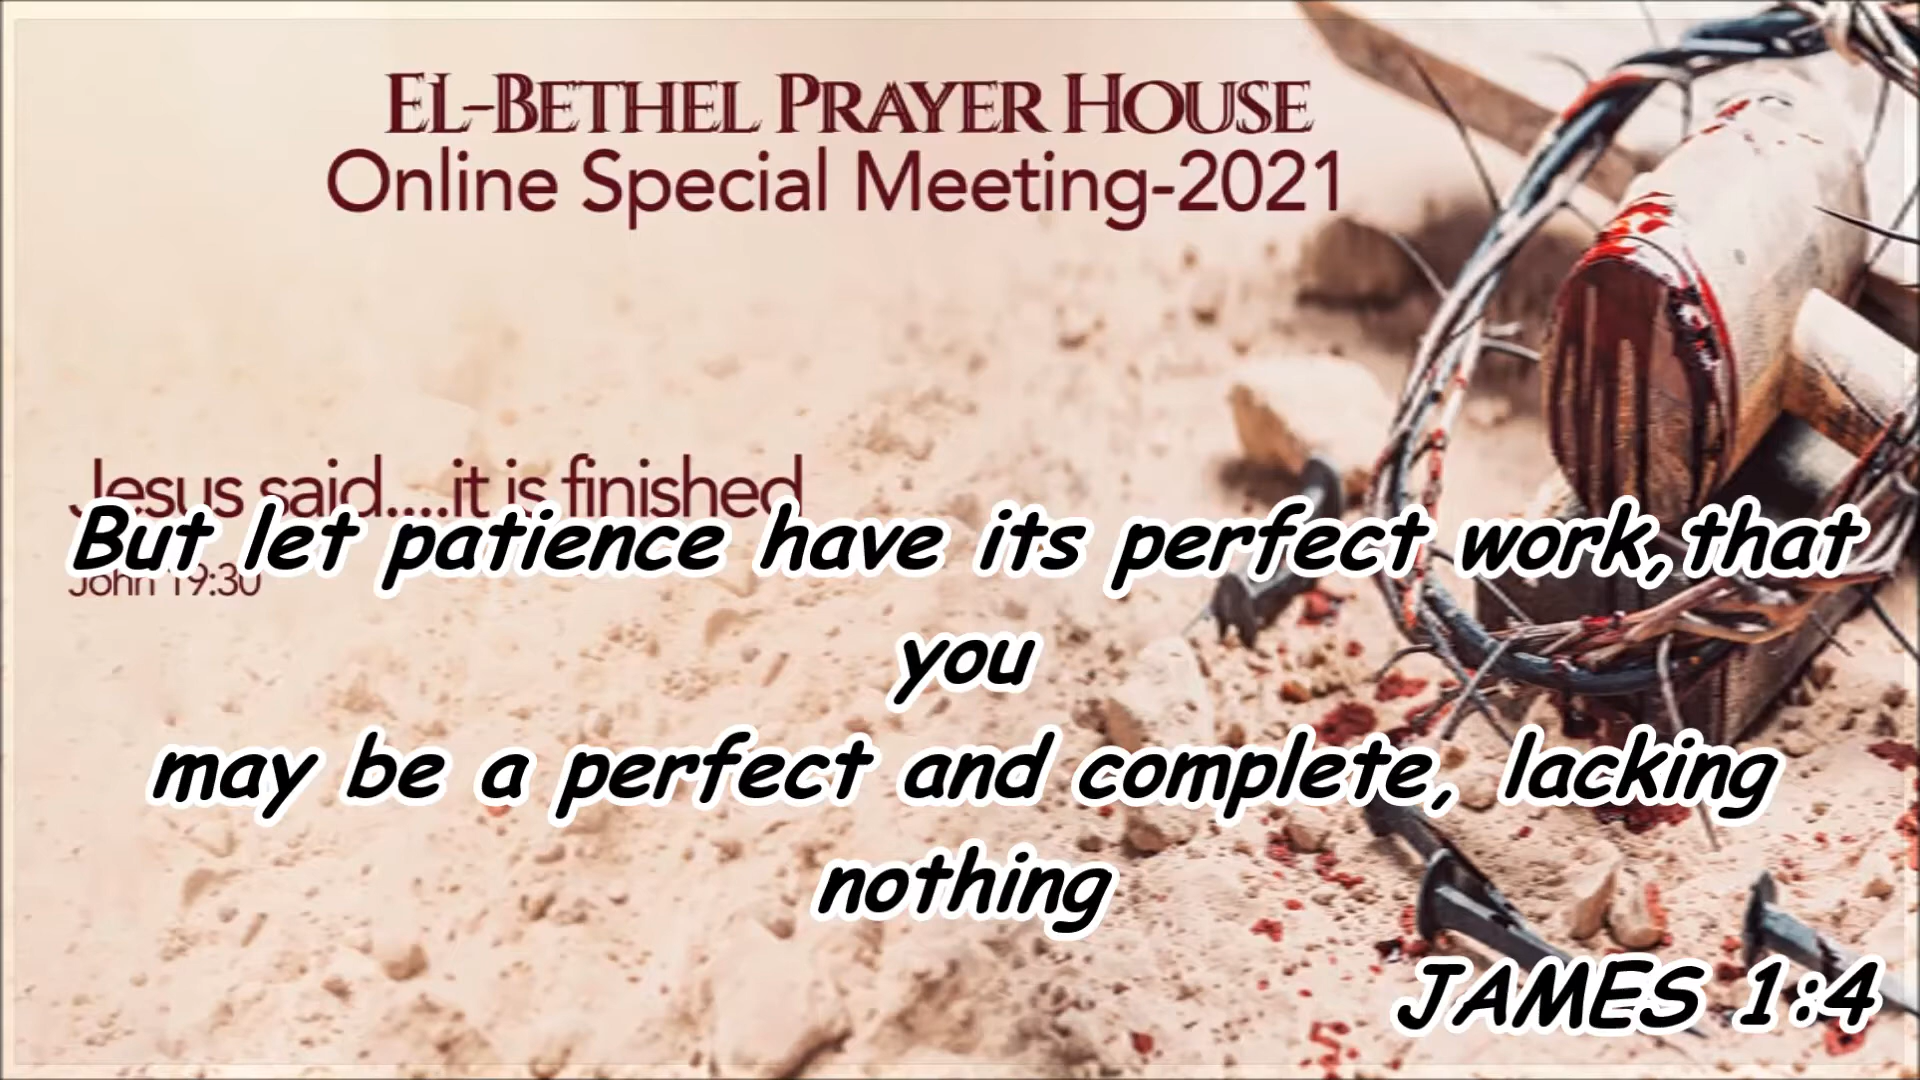 El-Bethel Prayer House
Online Special Meeting-2021
Jesus said....it is finished
John 19:30
But let patience have its perfect work,that
you
may be a perfect and complete, lacking
nothing
JAMES 1:4